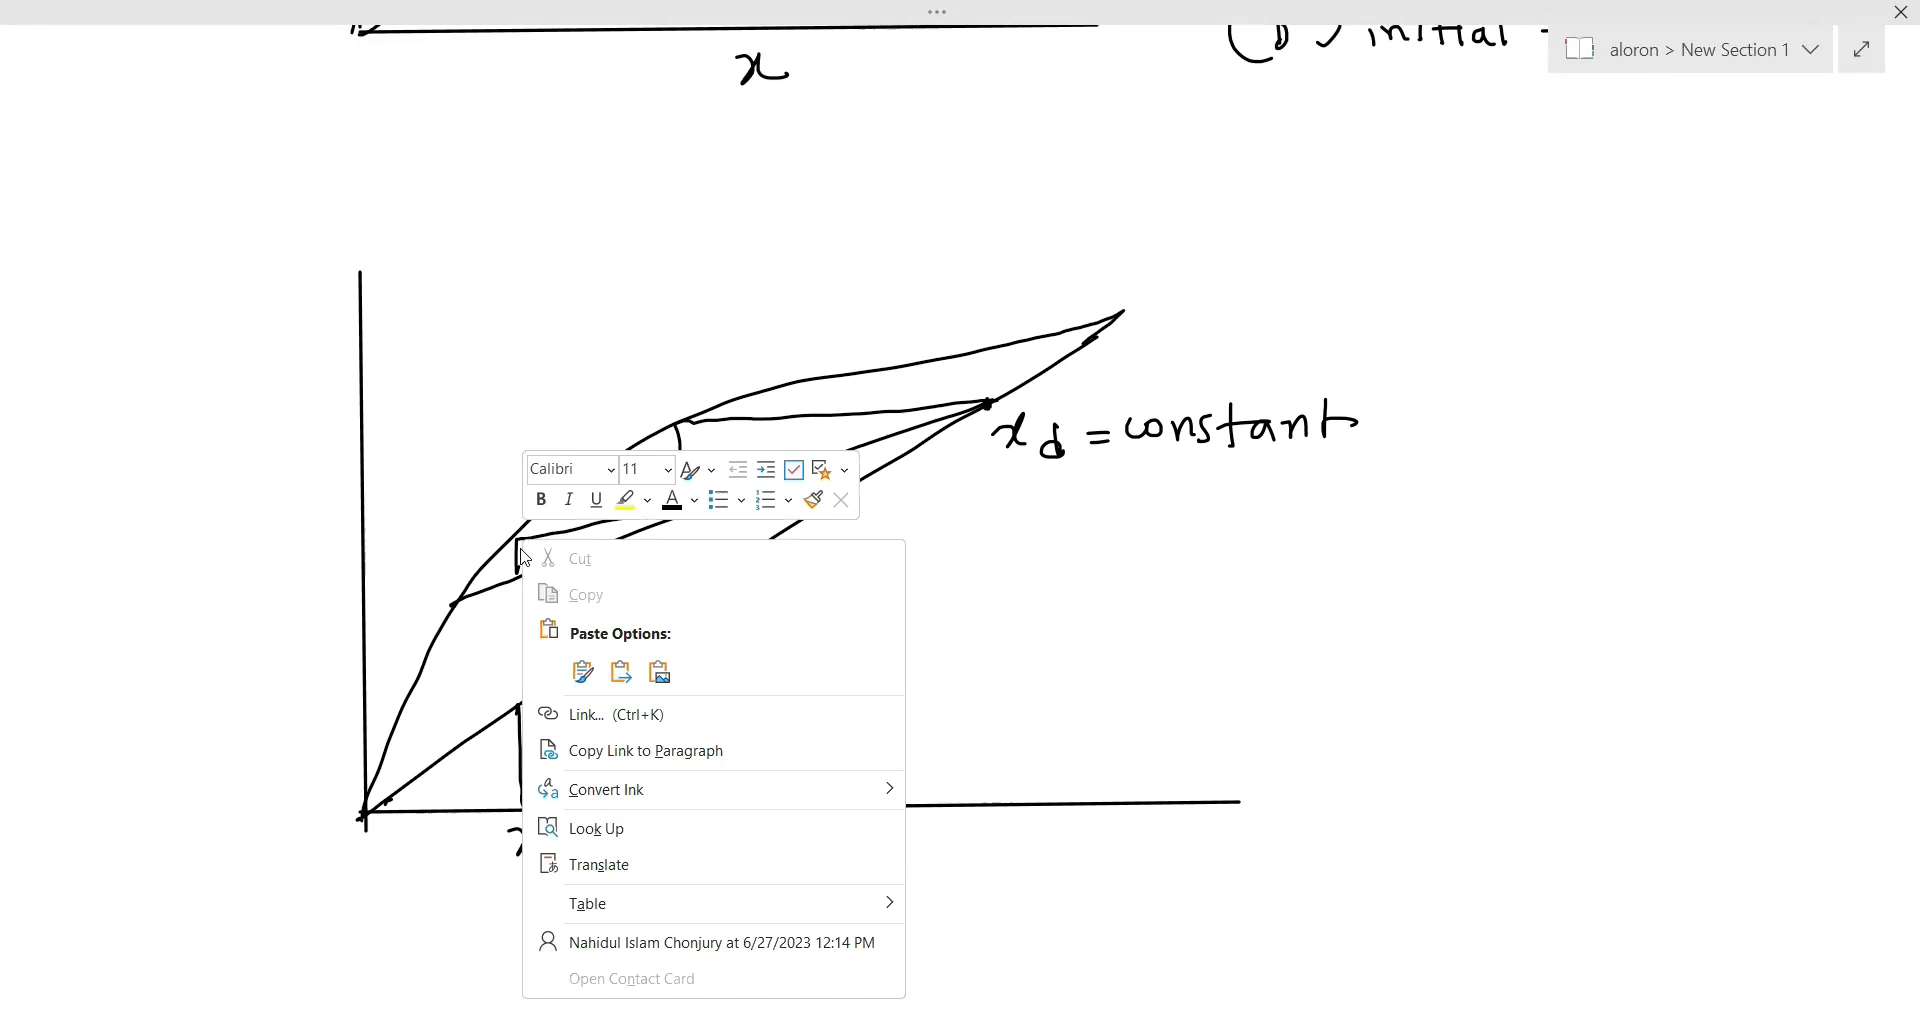 x
(b) initial -
aloron > New Section 1
x_d = constant
Calibri 11
B I U A
Cut
Copy
Paste Options:
Link... (Ctrl+K)
Copy Link to Paragraph
Convert Ink
Look Up
Translate
Table
Nahidul Islam Chonjury at 6/27/2023 12:14 PM
Open Contact Card